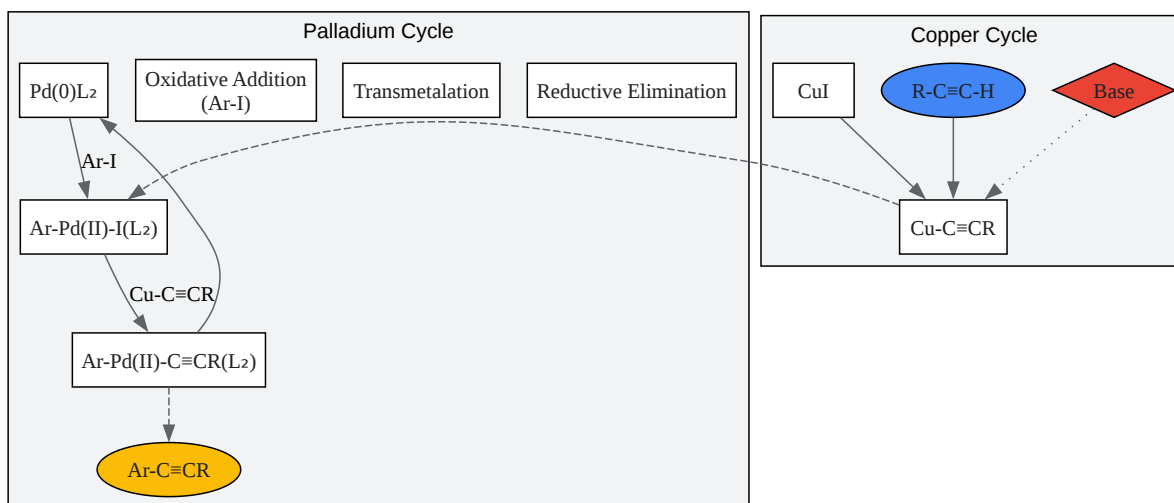 Palladium Cycle
Pd(0)L₂
Oxidative Addition
(Ar-I)
Transmetalation
Reductive Elimination
Ar-I
Ar-Pd(II)-I(L₂)
Cu-C≡CR
Ar-Pd(II)-C≡CR(L₂)
Ar-C≡CR
Copper Cycle
CuI
R-C≡C-H
Base
Cu-C≡CR